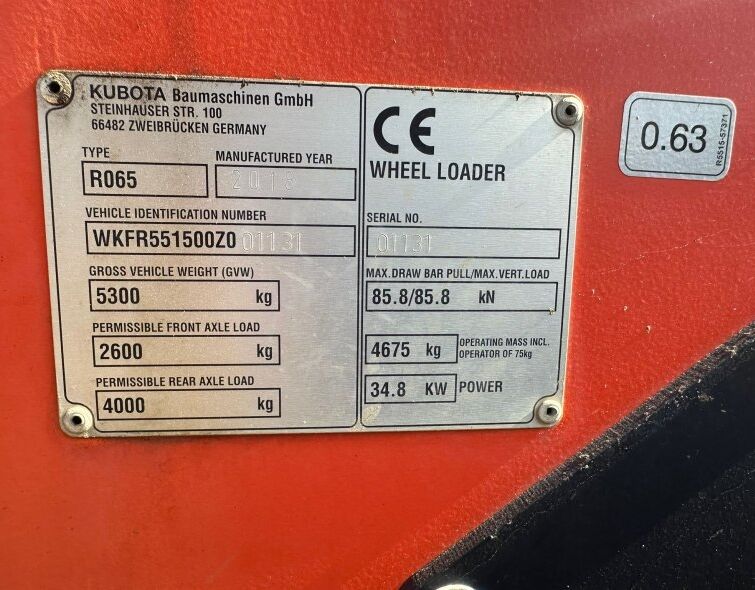 KUBOTA Baumaschinen GmbH
STEINHAUSER STR. 100
66482 ZWEIBRÜCKEN GERMANY
TYPE
R065
MANUFACTURED YEAR
2018
VEHICLE IDENTIFICATION NUMBER
WKFR551500Z001131
GROSS VEHICLE WEIGHT (GVW)
5300 kg
PERMISSIBLE FRONT AXLE LOAD
2600 kg
PERMISSIBLE REAR AXLE LOAD
4000 kg
CE
WHEEL LOADER
SERIAL NO.
01131
MAX.DRAW BAR PULL/MAX.VERT.LOAD
85.8/85.8 kN
4675 kg
OPERATING MASS INCL.
OPERATOR OF 75kg
34.8 KW POWER
0.63
R5515-57371